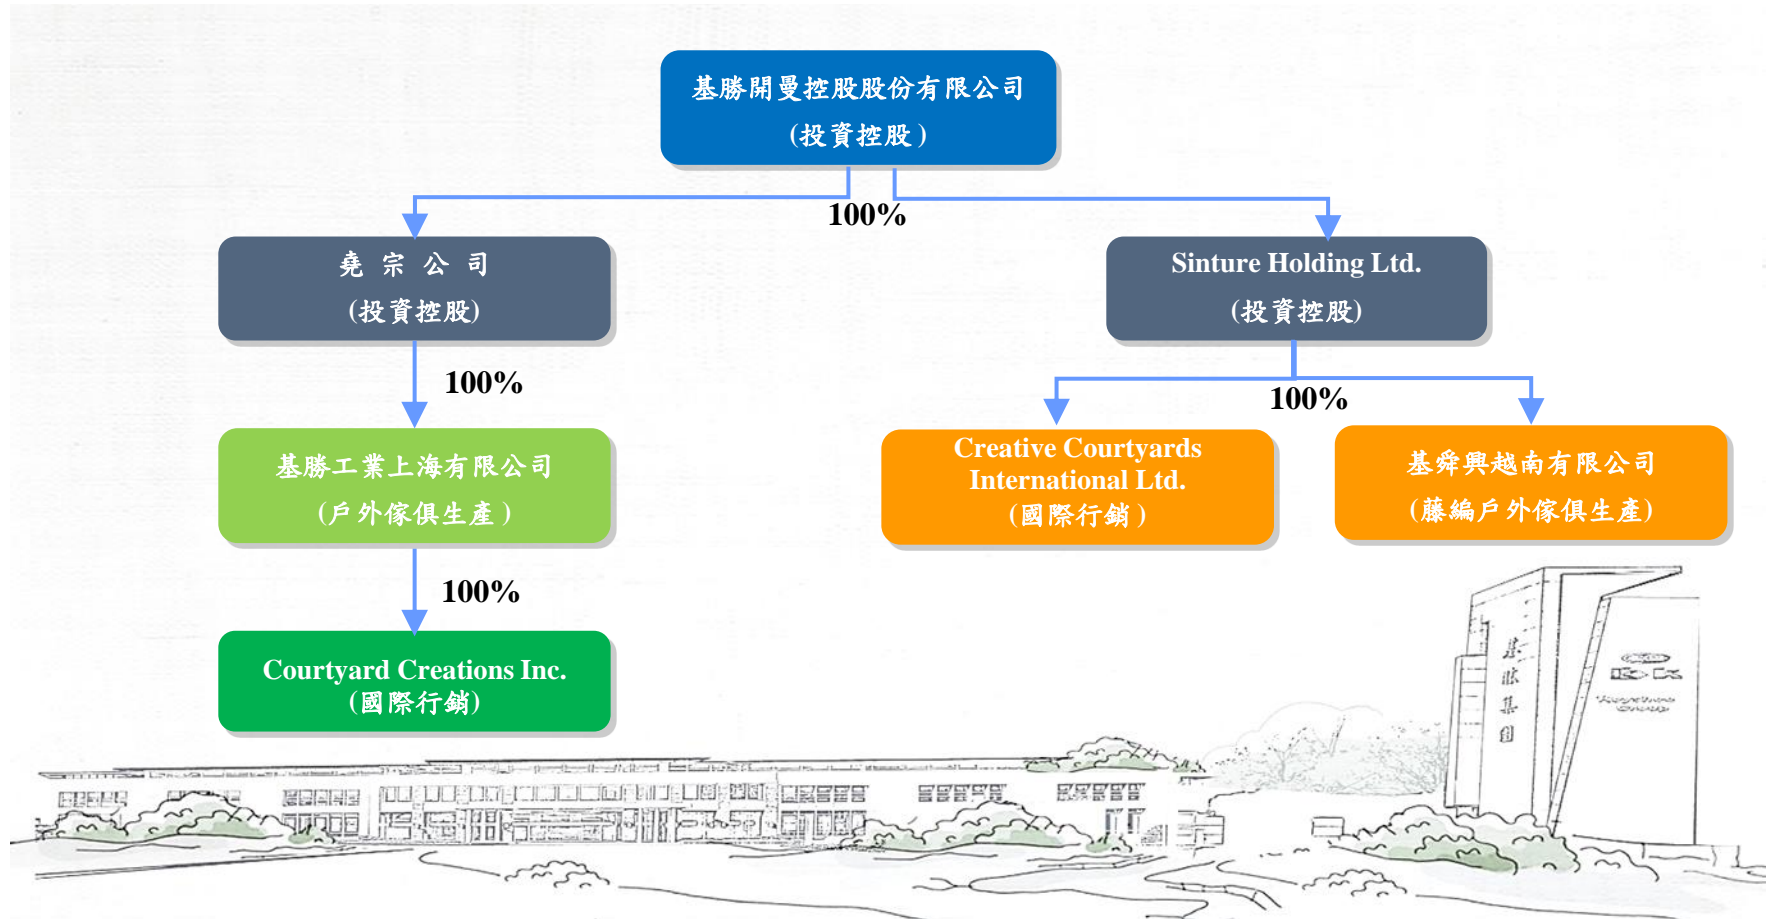 基勝開曼控股股份有限公司
(投資控股)
100%
堯宗公司
(投資控股)
Sinture Holding Ltd.
(投資控股)
100%
100%
基勝工業上海有限公司
(戶外傢俱生產)
Creative Courtyards
International Ltd.
(國際行銷)
基舜興越南有限公司
(藤編戶外傢俱生產)
100%
Courtyard Creations Inc.
(國際行銷)
基勝集團